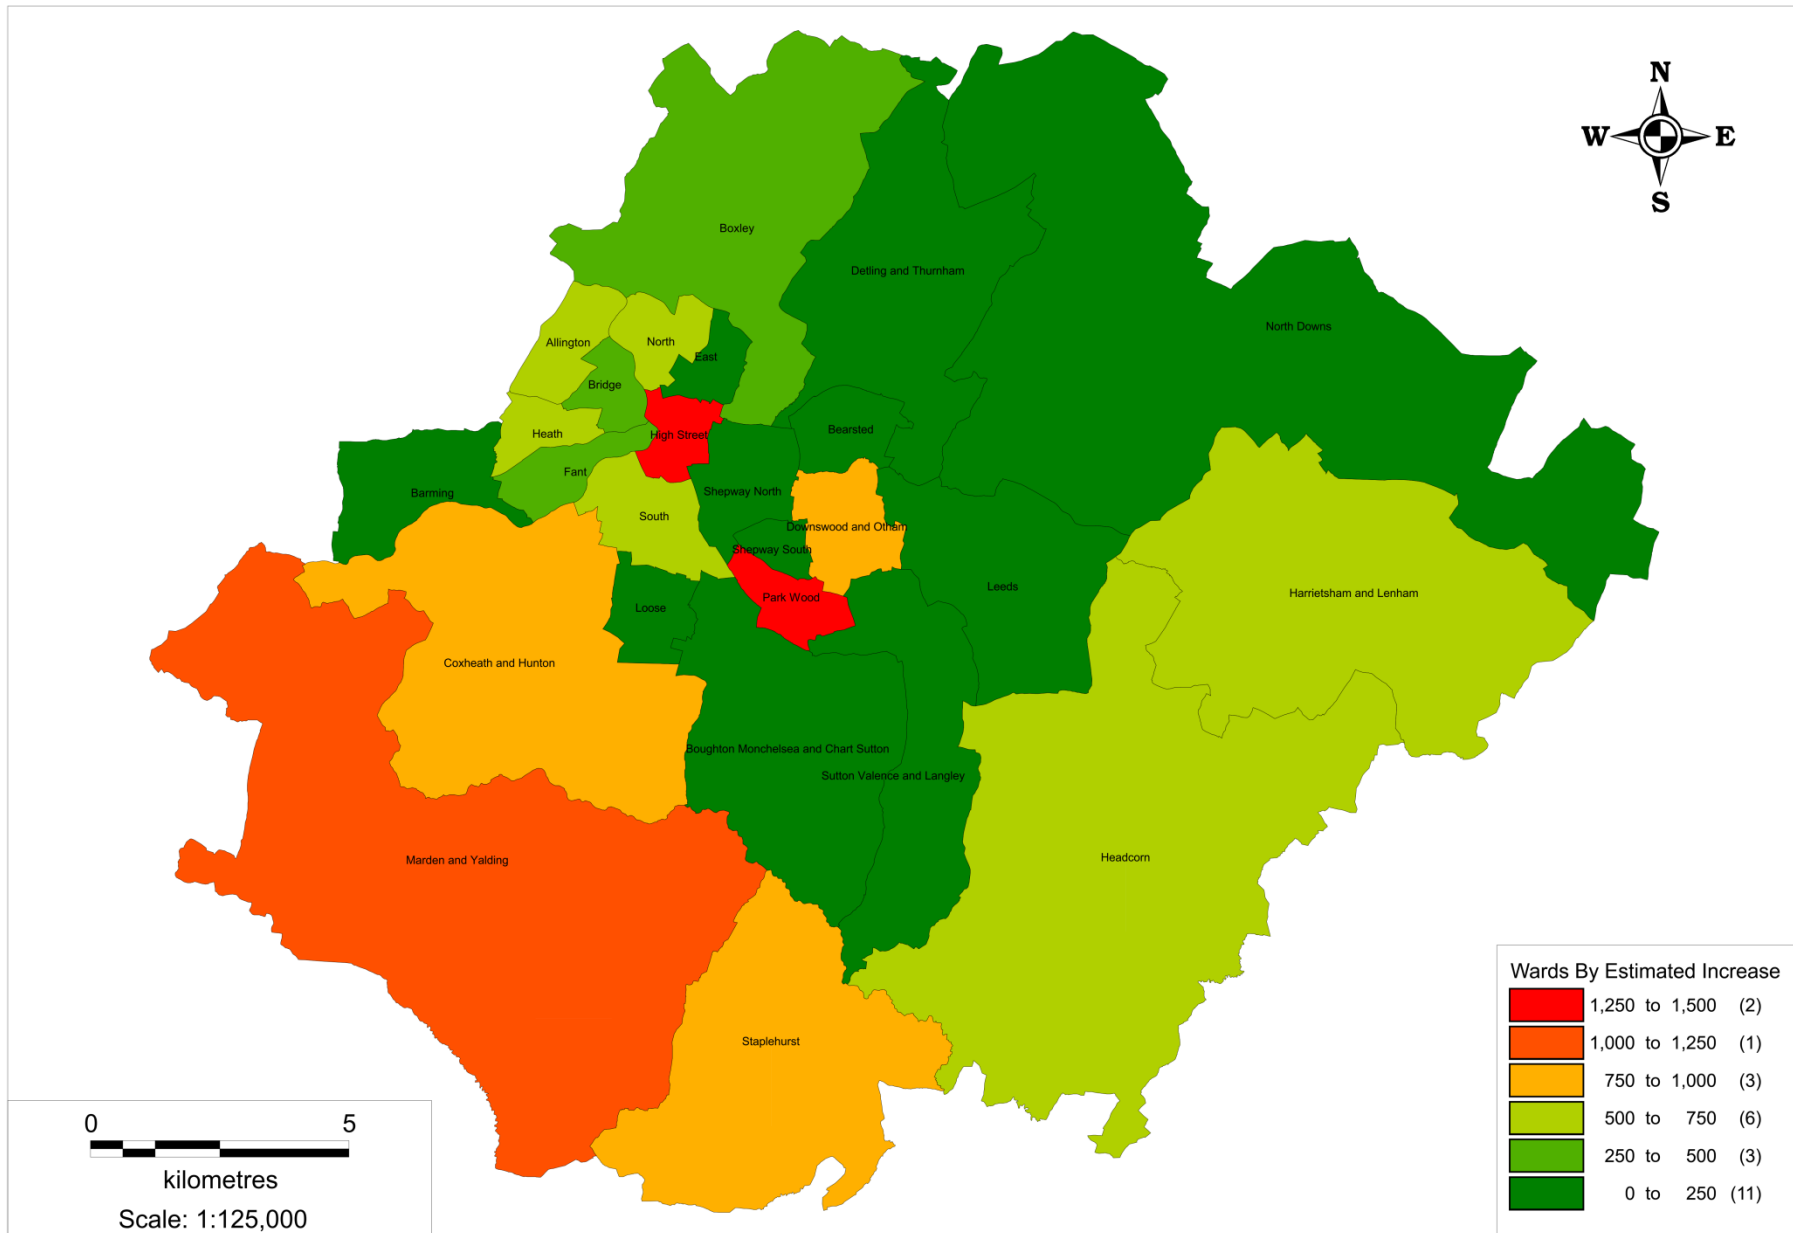 N
W E
S
Boxley
Detling and Thurnham
North Downs
Allington
North
East
Bridge
Bearsted
Heath
High Street
Fant
Barming
Shepway North
South
Downswood and Otham
Shepway South
Leeds
Harrietsham and Lenham
Park Wood
Loose
Coxheath and Hunton
Boughton Monchelsea and Chart Sutton
Sutton Valence and Langley
Marden and Yalding
Headcorn
Staplehurst
0 5
kilometres
Scale: 1:125,000
Wards By Estimated Increase
1,250 to 1,500 (2)
1,000 to 1,250 (1)
750 to 1,000 (3)
500 to 750 (6)
250 to 500 (3)
0 to 250 (11)